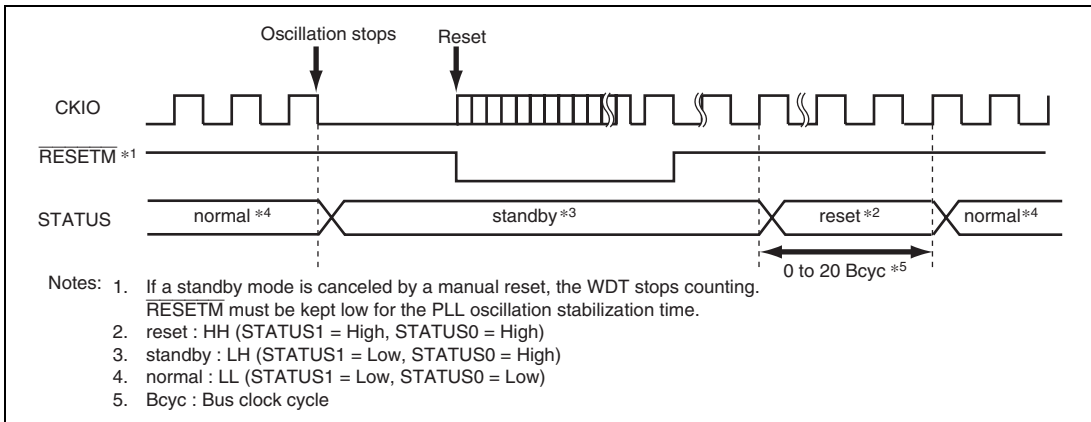 Oscillation stops Reset
CKIO
RESETM *1
STATUS normal *4 standby *3 reset *2 normal *4
0 to 20 Bcyc *5
Notes: 1. If a standby mode is canceled by a manual reset, the WDT stops counting.
RESETM must be kept low for the PLL oscillation stabilization time.
2. reset : HH (STATUS1 = High, STATUS0 = High)
3. standby : LH (STATUS1 = Low, STATUS0 = High)
4. normal : LL (STATUS1 = Low, STATUS0 = Low)
5. Bcyc : Bus clock cycle